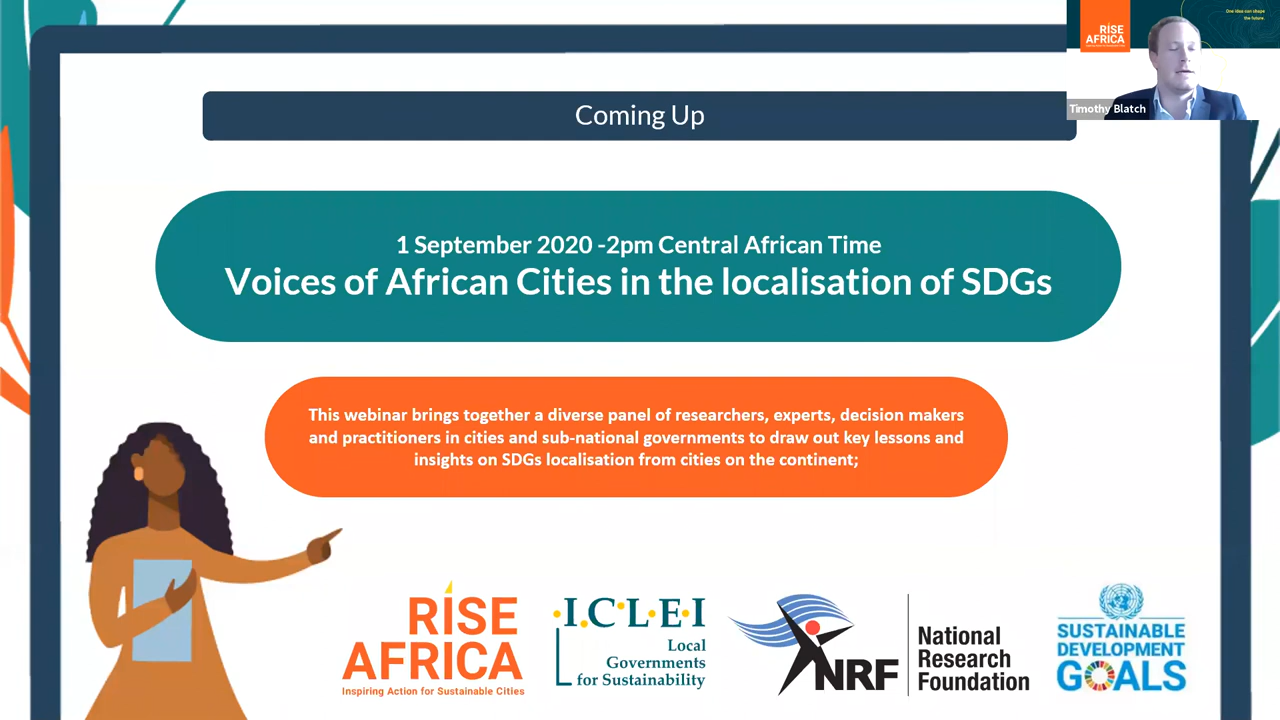 Coming Up
RISE
AFRICA
One idea can shape
the future.
Timothy Blatch
1 September 2020 -2pm Central African Time
Voices of African Cities in the localisation of SDGs
This webinar brings together a diverse panel of researchers, experts, decision makers
and practitioners in cities and sub-national governments to draw out key lessons and
insights on SDGs localisation from cities on the continent;
RISE
AFRICA
Inspiring Action for Sustainable Cities
I.C.L.E.I
Local
Governments
for Sustainability
NRF
National
Research
Foundation
SUSTAINABLE
DEVELOPMENT
GOALS